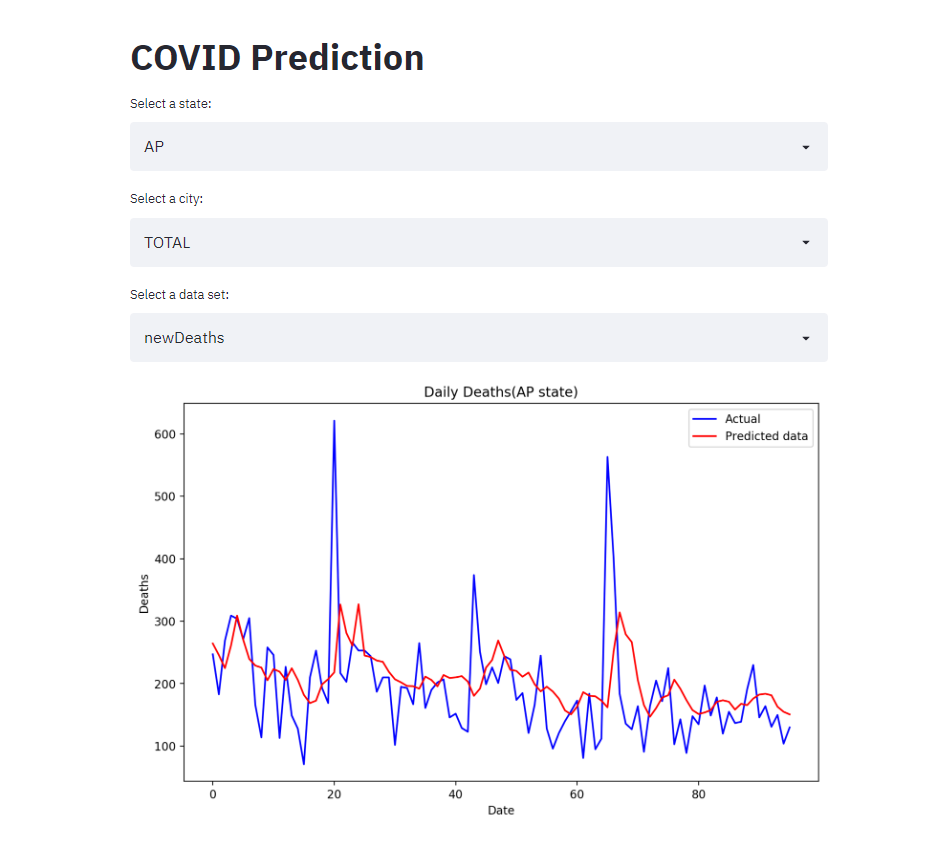 COVID Prediction
Select a state:
AP
Select a city:
TOTAL
Select a data set:
newDeaths
Daily Deaths(AP state)
Actual
Predicted data
600
500
400
300
200
100
Deaths
0 20 40 60 80
Date